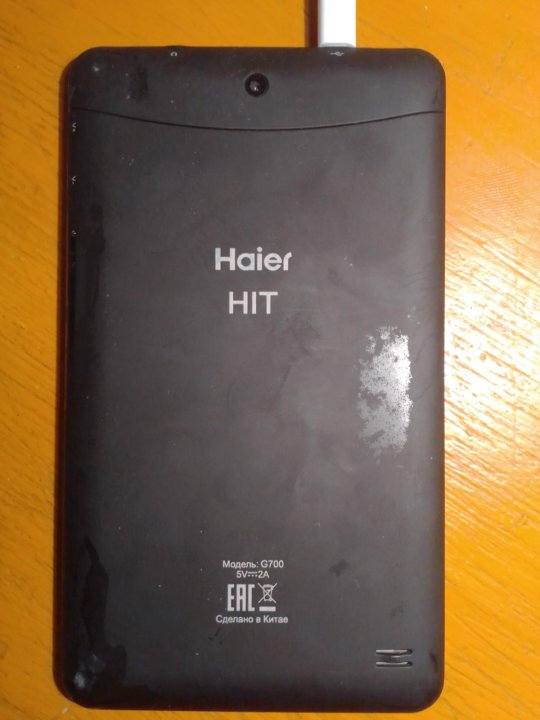 Haier
HIT
Модель: G700
5V⎓2A
EAC
Сделано в Китае